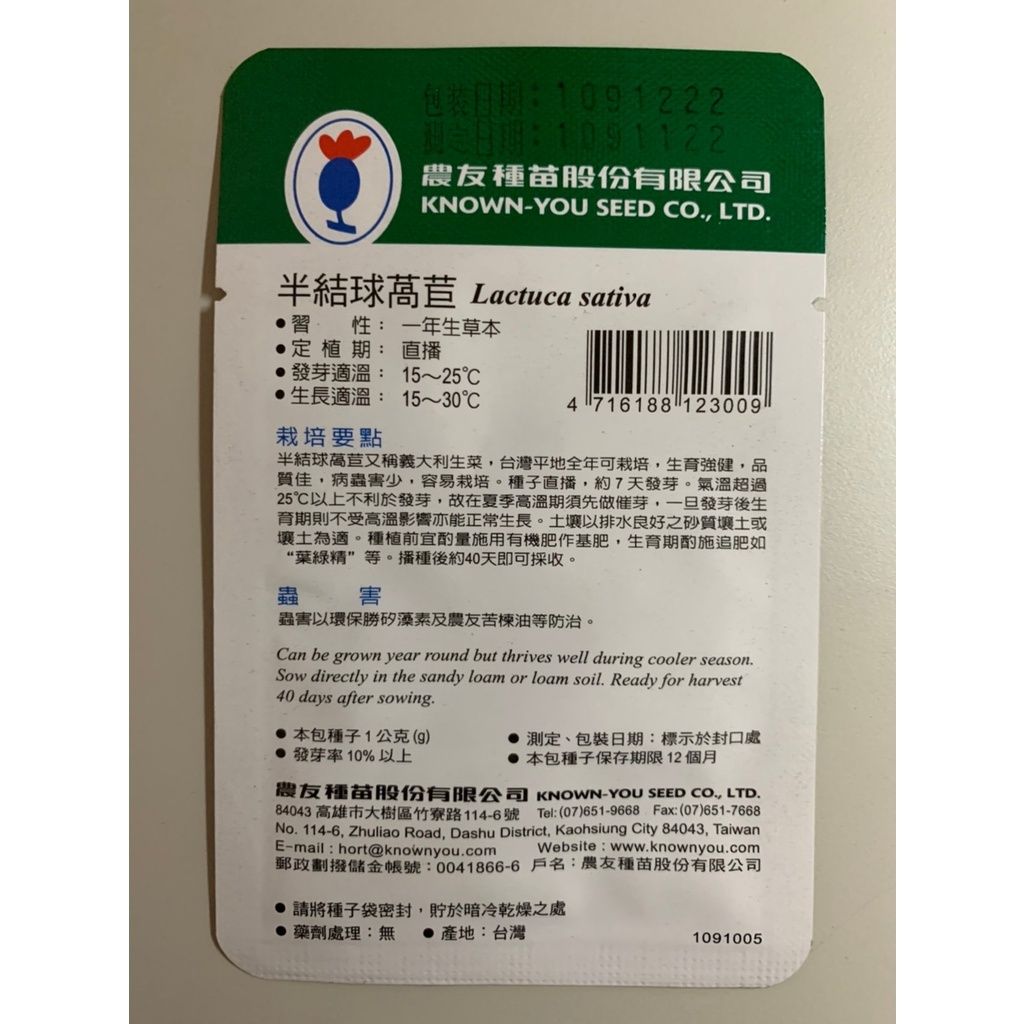 包裝日期：1091222
測定日期：1091122
農友種苗股份有限公司
KNOWN-YOU SEED CO., LTD.
半結球萵苣 Lactuca sativa
●習　性： 一年生草本
●定植期： 直播
●發芽適溫： 15～25℃
●生長適溫： 15～30℃
4 716188 123009
栽培要點
半結球萵苣又稱義大利生菜，台灣平地全年可栽培，生育強健，品
質佳，病蟲害少，容易栽培。種子直播，約7天發芽。氣溫超過
25℃以上不利於發芽，故在夏季高溫期須先做催芽，一旦發芽後生
育期則不受高溫影響亦能正常生長。土壤以排水良好之砂質壤土或
壤土為適。種植前宜酌量施用有機肥作基肥，生育期酌施追肥如
“葉綠精”等。播種後約40天即可採收。
蟲　害
蟲害以環保勝矽藻素及農友苦楝油等防治。
Can be grown year round but thrives well during cooler season.
Sow directly in the sandy loam or loam soil. Ready for harvest
40 days after sowing.
●本包種子1公克(g) ●測定、包裝日期：標示於封口處
●發芽率10%以上 ●本包種子保存期限12個月
農友種苗股份有限公司 KNOWN-YOU SEED CO., LTD.
84043 高雄市大樹區竹寮路114-6號 Tel:(07)651-9668 Fax:(07)651-7668
No. 114-6, Zhuliao Road, Dashu District, Kaohsiung City 84043, Taiwan
E-mail : hort@knownyou.com Website : www.knownyou.com
郵政劃撥儲金帳號：0041866-6 戶名：農友種苗股份有限公司
●請將種子袋密封，貯於暗冷乾燥之處
●藥劑處理：無 ●產地：台灣 1091005